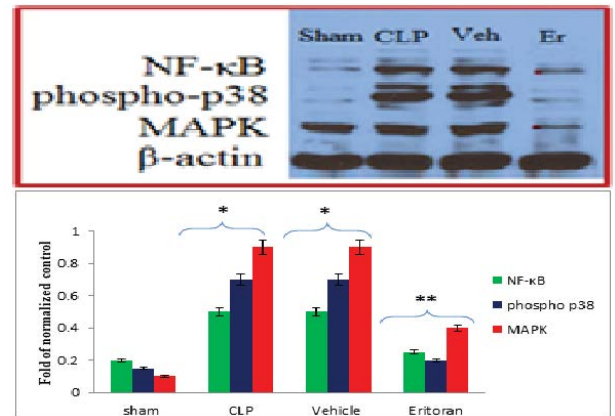 Sham CLP Veh Er
NF-κB
phospho-p38
MAPK
β-actin
* *
**
1
0.8
0.6
0.4
0.2
0
Fold of normalized control
sham CLP Vehicle Eritoran
NF-κB
phospho p38
MAPK